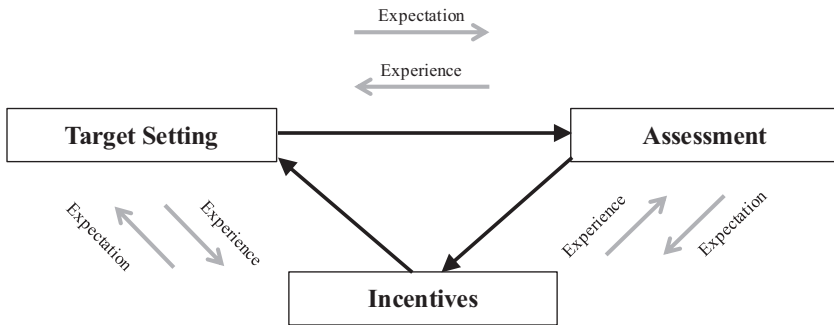 Expectation
Experience
Target Setting
Assessment
Expectation
Experience
Experience
Expectation
Incentives